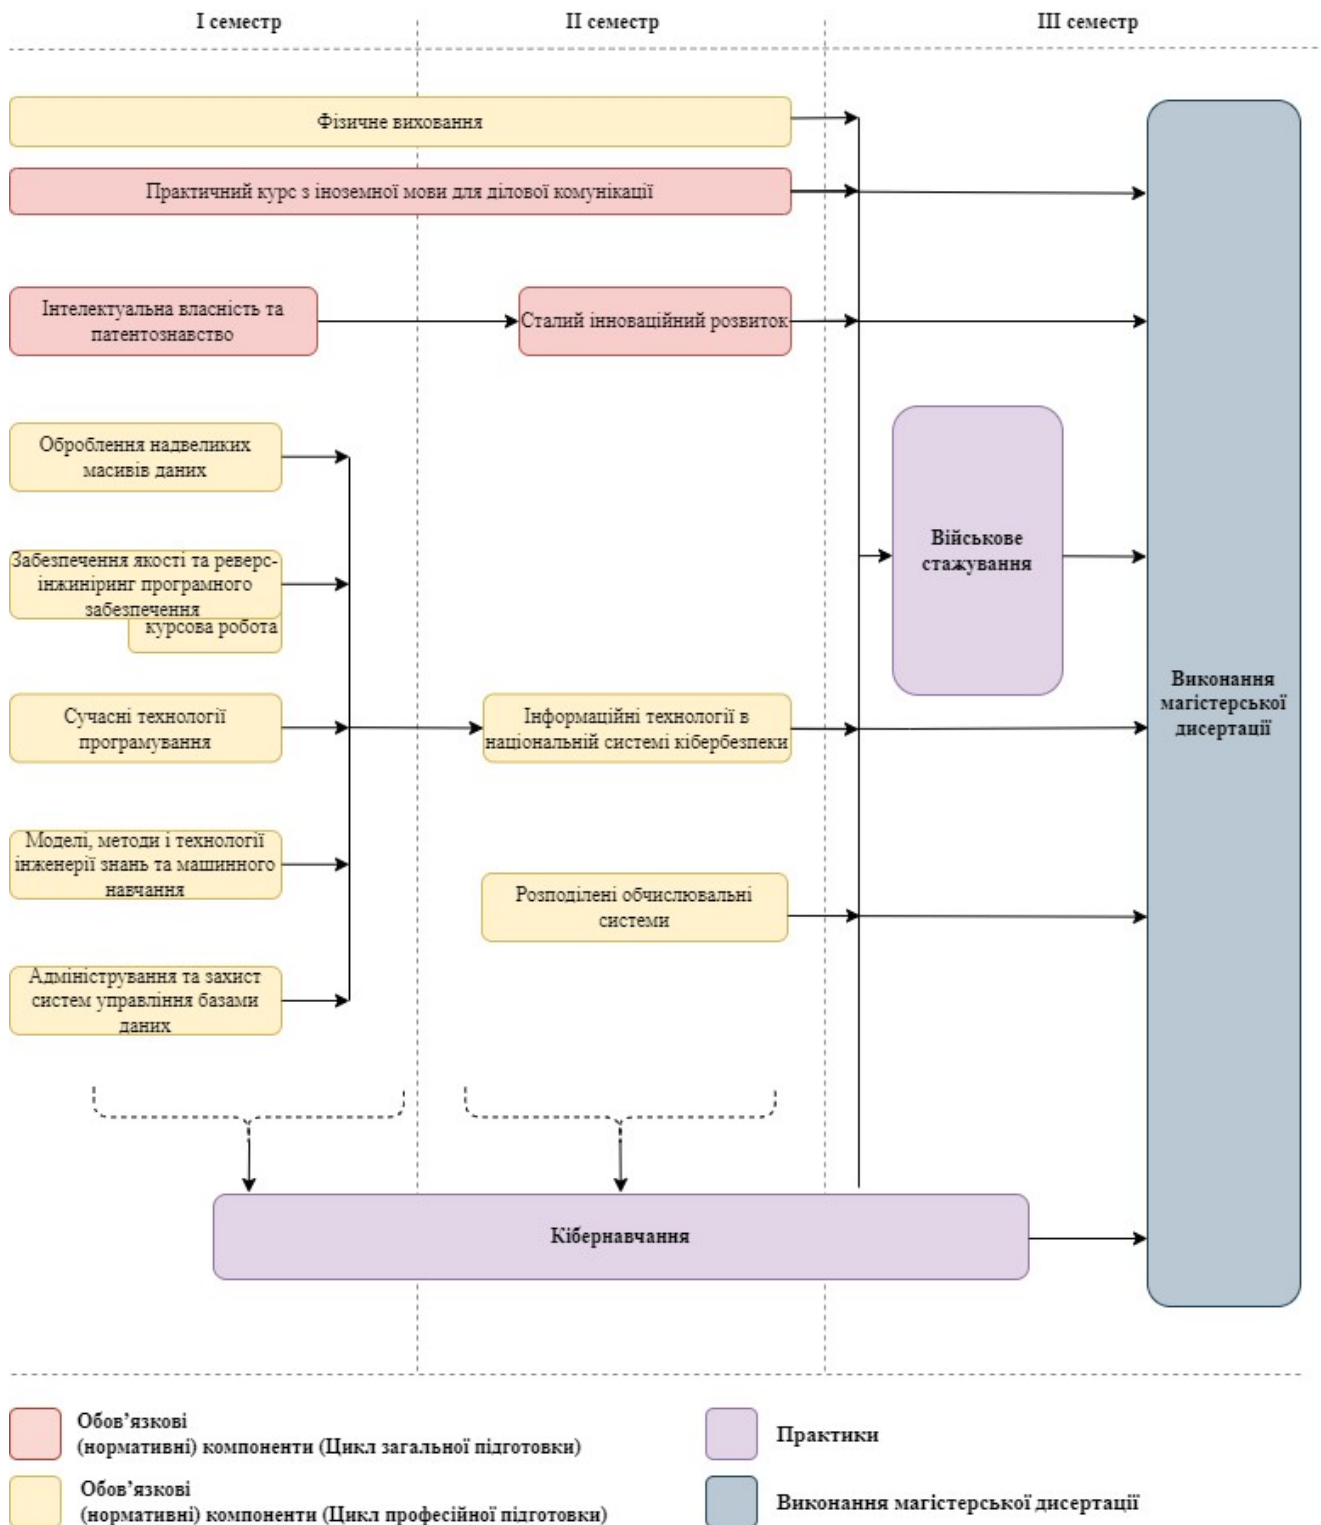 I семестр
II семестр
III семестр
Фізичне виховання
Практичний курс з іноземної мови для ділової комунікації
Інтелектуальна власність та
патентознавство
Сталий інноваційний розвиток
Оброблення надвеликих
масивів даних
Забезпечення якості та реверс-
інжиніринг програмного
забезпечення
курсова робота
Військове
стажування
Виконання
магістерської
дисертації
Сучасні технології
програмування
Інформаційні технології в
національній системі кібербезпеки
Моделі, методи і технології
інженерії знань та машинного
навчання
Розподілені обчислювальні
системи
Адміністрування та захист
систем управління базами
даних
Кібернавчання
Обов’язкові
(нормативні) компоненти (Цикл загальної підготовки)
Практики
Обов’язкові
(нормативні) компоненти (Цикл професійної підготовки)
Виконання магістерської дисертації